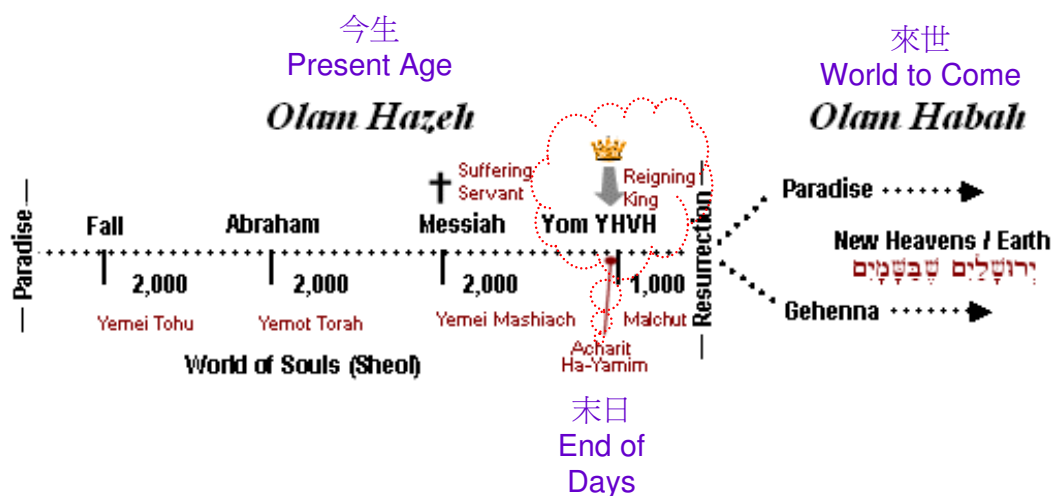 今生
Present Age
Olam Hazeh
來世
World to Come
Olam Habah
Suffering
Servant
Reigning
King
Paradise
Fall
Abraham
Messiah
Yom YHVH
2,000
2,000
2,000
1,000
Yemei Tohu
Yemot Torah
Yemei Mashiach
Malchut
World of Souls (Sheol)
Acharit
Ha-Yamim
末日
End of
Days
Resurrection
Paradise
New Heavens / Earth
יְרוּשָׁלַיִם שֶׁבַּשָּׁמַיִם
Gehenna